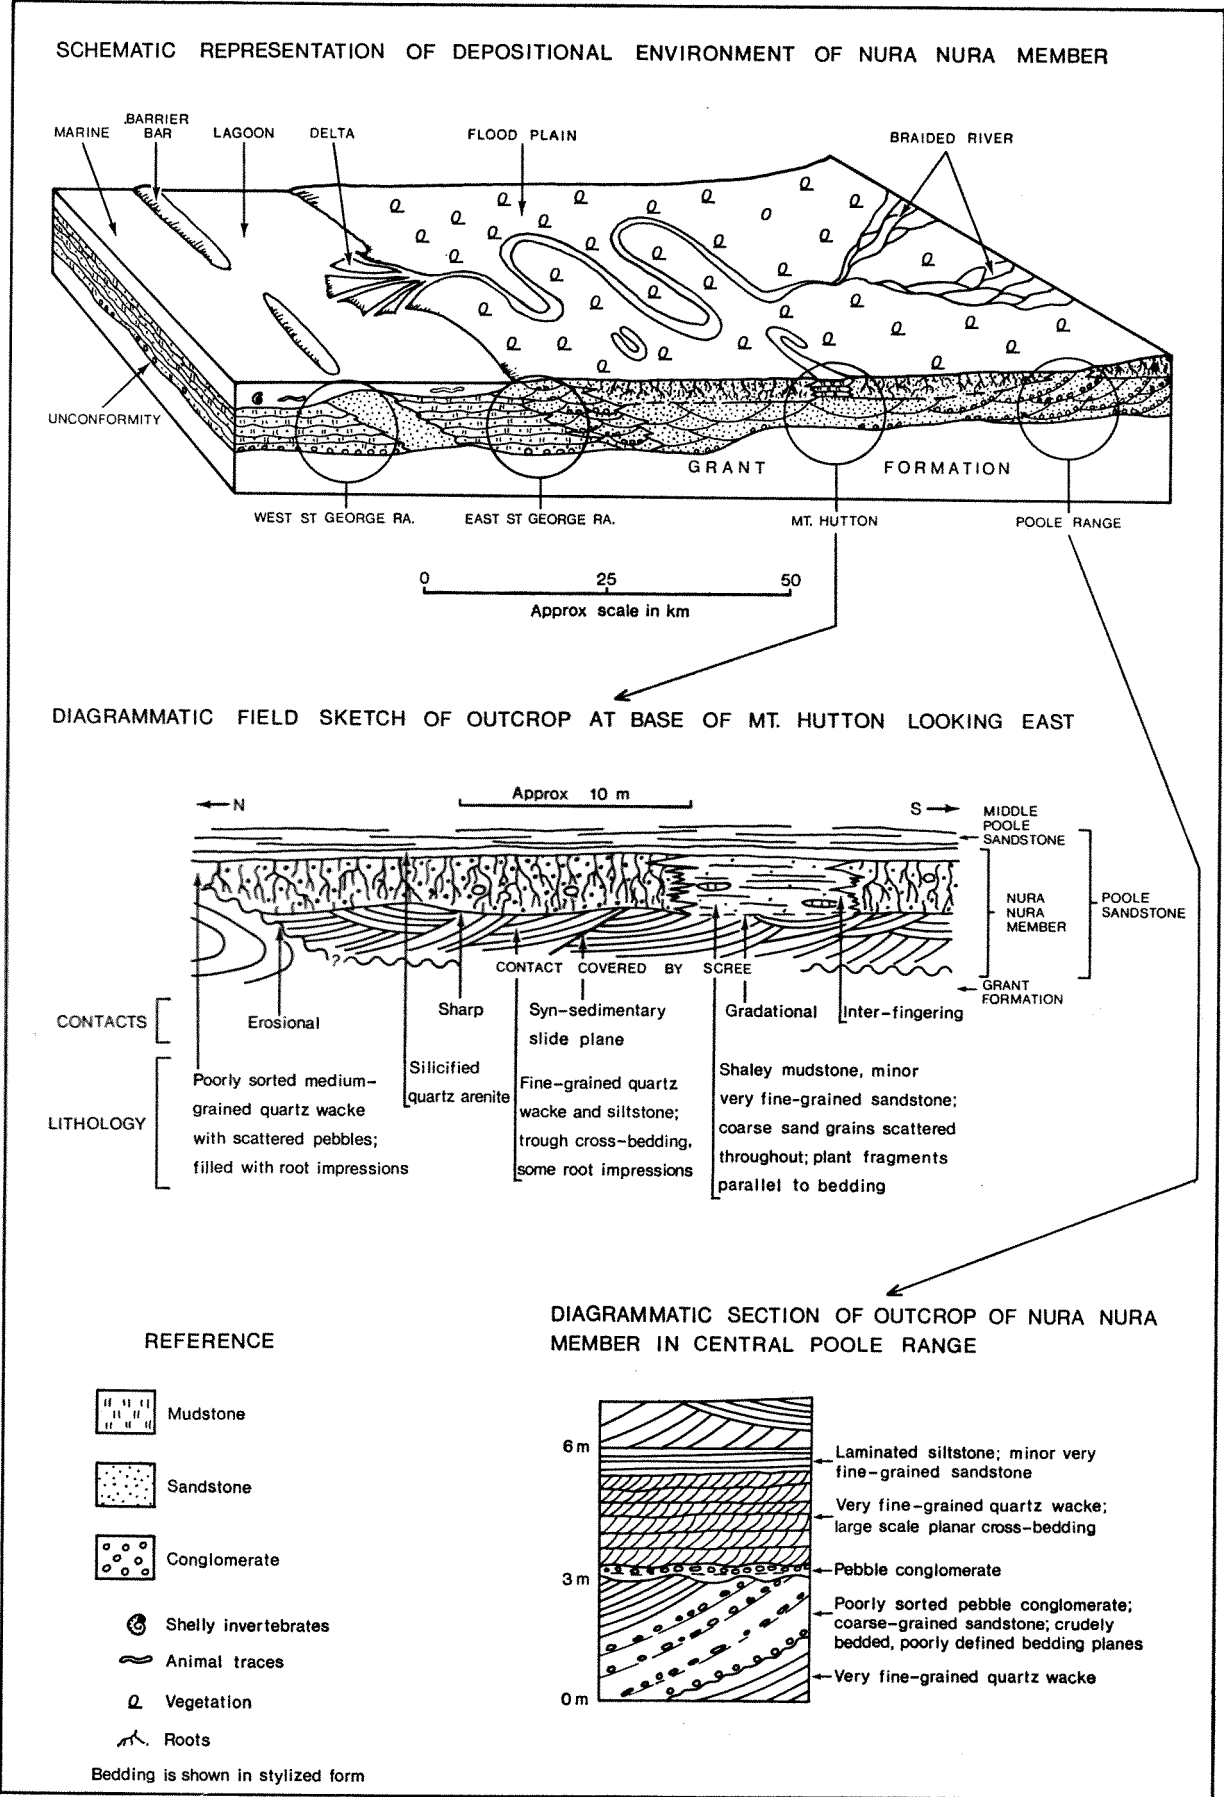 SCHEMATIC REPRESENTATION OF DEPOSITIONAL ENVIRONMENT OF NURA NURA MEMBER
MARINE
BARRIER
BAR
LAGOON
DELTA
FLOOD PLAIN
BRAIDED RIVER
UNCONFORMITY
GRANT FORMATION
WEST ST GEORGE RA.
EAST ST GEORGE RA.
MT. HUTTON
POOLE RANGE
0 25 50
Approx scale in km
DIAGRAMMATIC FIELD SKETCH OF OUTCROP AT BASE OF MT. HUTTON LOOKING EAST
N
Approx 10 m
S
MIDDLE
POOLE
SANDSTONE
NURA
NURA
MEMBER
POOLE
SANDSTONE
?
CONTACT COVERED BY SCREE
GRANT
FORMATION
CONTACTS
Erosional
Sharp
Syn-sedimentary
slide plane
Gradational
Inter-fingering
LITHOLOGY
Poorly sorted medium-
grained quartz wacke
with scattered pebbles;
filled with root impressions
Silicified
quartz arenite
Fine-grained quartz
wacke and siltstone;
trough cross-bedding,
some root impressions
Shaley mudstone, minor
very fine-grained sandstone;
coarse sand grains scattered
throughout; plant fragments
parallel to bedding
REFERENCE
Mudstone
Sandstone
Conglomerate
Shelly invertebrates
Animal traces
Vegetation
Roots
Bedding is shown in stylized form
DIAGRAMMATIC SECTION OF OUTCROP OF NURA NURA
MEMBER IN CENTRAL POOLE RANGE
6 m
3 m
0 m
Laminated siltstone; minor very
fine-grained sandstone
Very fine-grained quartz wacke;
large scale planar cross-bedding
Pebble conglomerate
Poorly sorted pebble conglomerate;
coarse-grained sandstone; crudely
bedded, poorly defined bedding planes
Very fine-grained quartz wacke